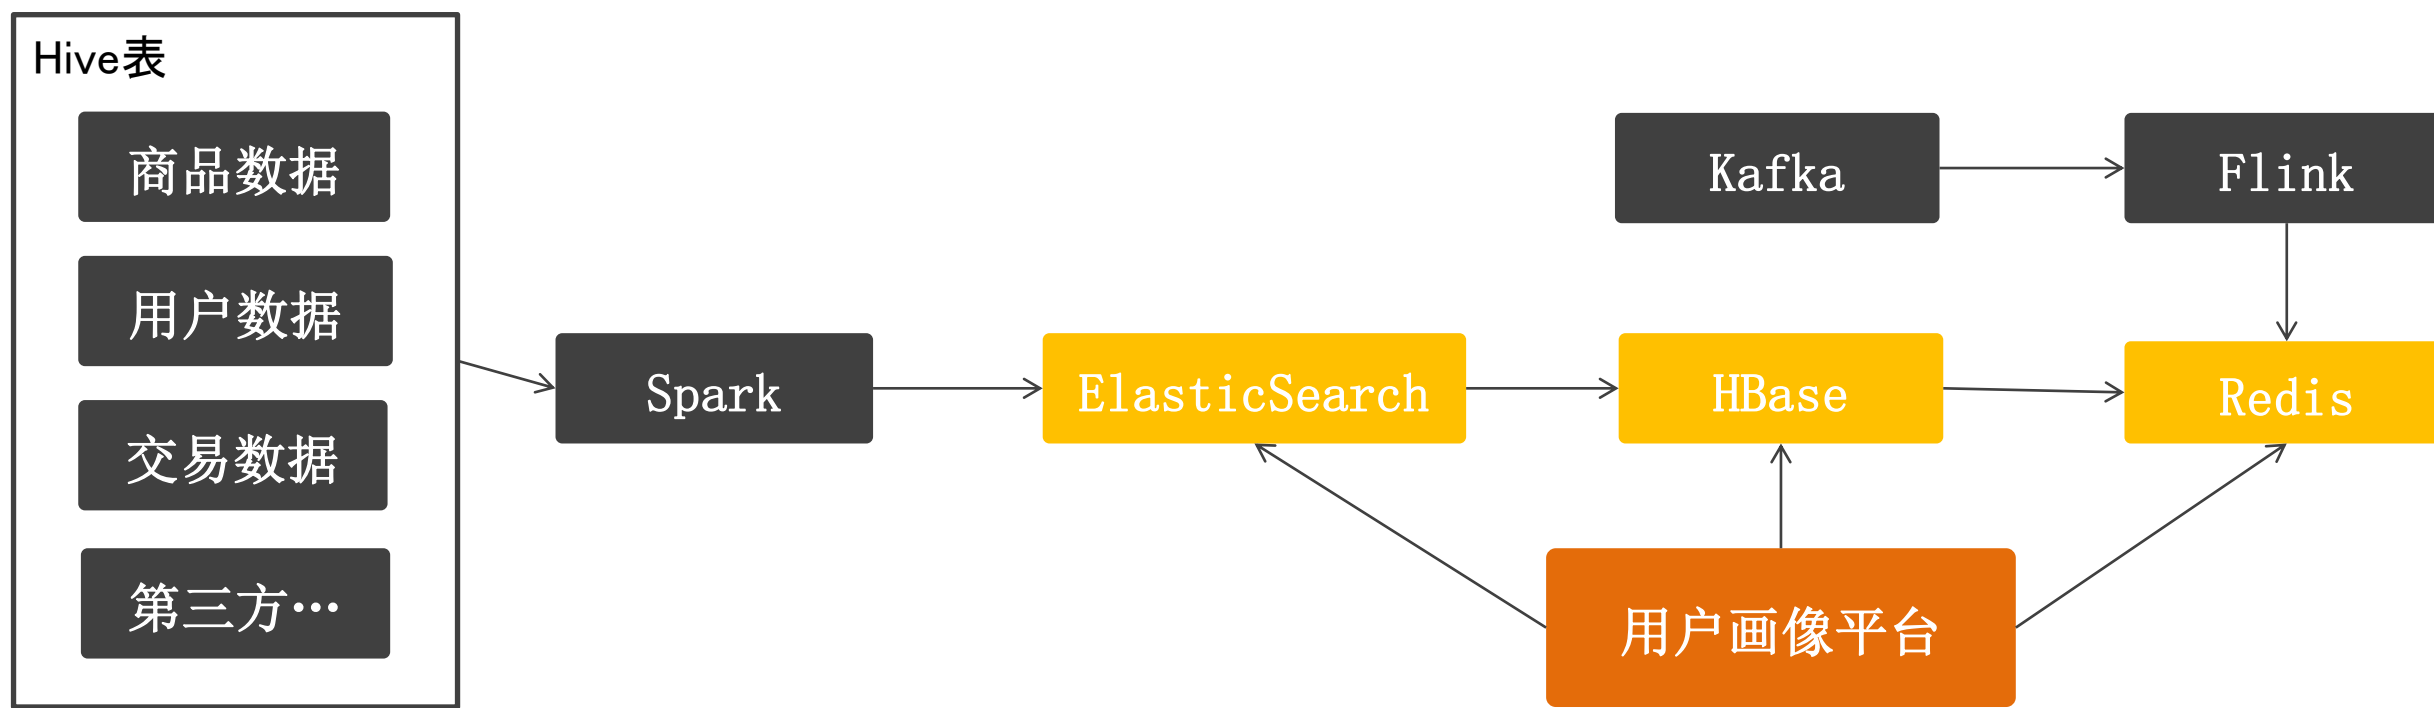 Hive表
商品数据
用户数据
交易数据
第三方…
Spark
ElasticSearch
HBase
Redis
Kafka
Flink
用户画像平台